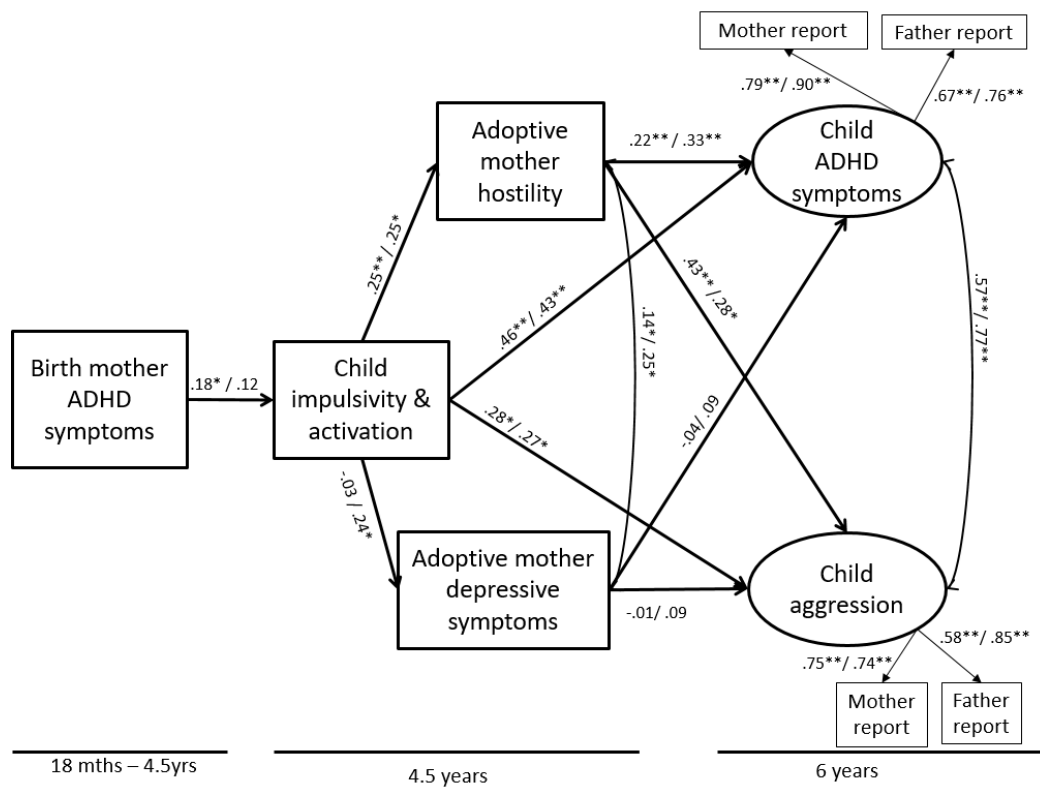 Mother report
Father report
.79**/ .90**
.67**/ .76**
Adoptive
mother
hostility
.22**/ .33**
Child
ADHD
symptoms
.25**/ .25*
.46**/ .43**
.43**/.28*
.14*/ .25*
.57**/ .77**
Birth mother
ADHD
symptoms
.18* / .12
Child
impulsivity &
activation
.28*/ .27*
-.04/ .09
-.03 / .24*
Adoptive mother
depressive
symptoms
-.01/ .09
Child
aggression
.75**/ .74**
.58**/ .85**
Mother
report
Father
report
18 mths – 4.5yrs
4.5 years
6 years